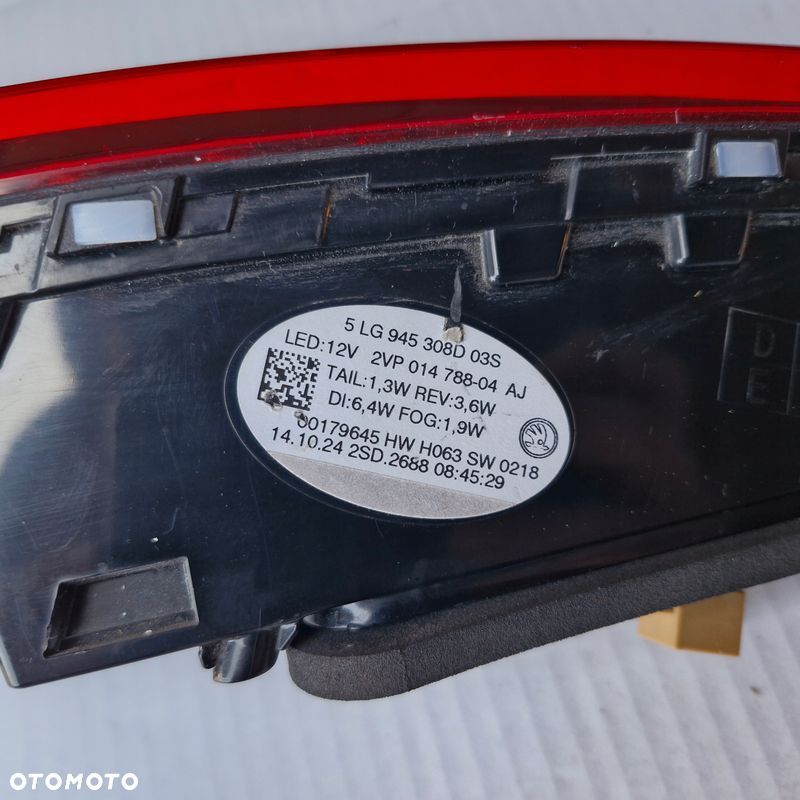 5 LG 945 308D 03S
LED:12V 2VP 014 788-04 AJ
TAIL:1,3W REV:3,6W
DI:6,4W FOG:1,9W
00179645 HW H063 SW 0218
14.10.24 2SD.2688 08:45:29
D
E
OTOMOTO